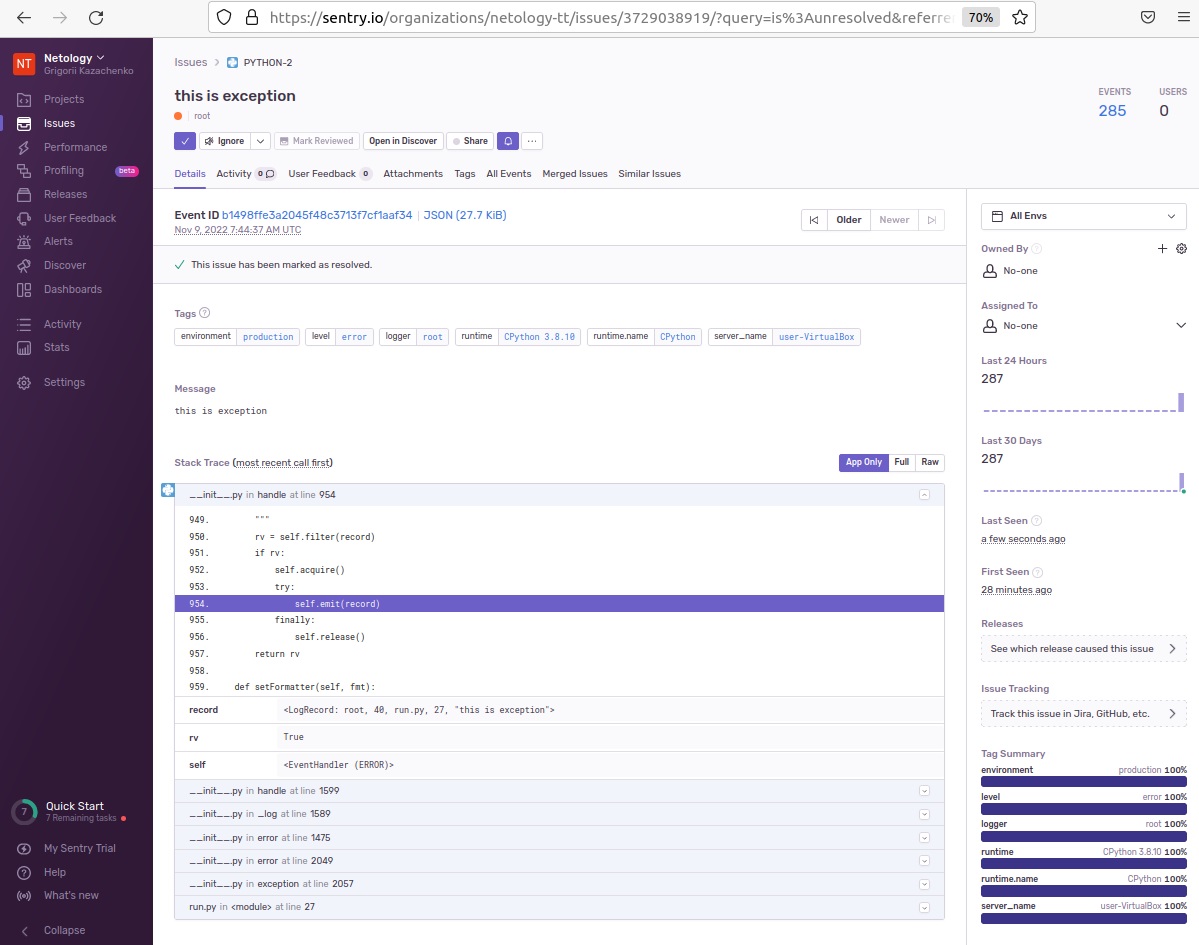 https://sentry.io/organizations/netology-tt/issues/3729038919/?query=is%3Aunresolved&referre
70%
NT
Netology
Grigorii Kazachenko
Projects
Issues
Performance
Profiling beta
Releases
User Feedback
Alerts
Discover
Dashboards
Activity
Stats
Settings
7
Quick Start
7 Remaining tasks
My Sentry Trial
Help
What's new
Collapse
Issues > PYTHON-2
this is exception
root
EVENTS USERS
285 0
Ignore Mark Reviewed Open in Discover Share ...
Details Activity 0 User Feedback 0 Attachments Tags All Events Merged Issues Similar Issues
Event ID b1498ffe3a2045f48c3713f7cf1aaf34 | JSON (27.7 KiB)
Nov 9, 2022 7:44:37 AM UTC
Older Newer
This issue has been marked as resolved.
Tags ?
environment production level error logger root runtime CPython 3.8.10 runtime.name CPython server_name user-VirtualBox
Message
this is exception
Stack Trace (most recent call first)
App Only Full Raw
__init__.py in handle at line 954
949. """
950. rv = self.filter(record)
951. if rv:
952. self.acquire()
953. try:
954. self.emit(record)
955. finally:
956. self.release()
957. return rv
958.
959. def setFormatter(self, fmt):
record <LogRecord: root, 40, run.py, 27, "this is exception">
rv True
self <EventHandler (ERROR)>
__init__.py in handle at line 1599
__init__.py in _log at line 1589
__init__.py in error at line 1475
__init__.py in error at line 2049
__init__.py in exception at line 2057
run.py in <module> at line 27
All Envs
Owned By ?
No-one
Assigned To
No-one
Last 24 Hours
287
Last 30 Days
287
Last Seen ?
a few seconds ago
First Seen ?
28 minutes ago
Releases
See which release caused this issue
Issue Tracking
Track this issue in Jira, GitHub, etc.
Tag Summary
environment production 100%
level error 100%
logger root 100%
runtime CPython 3.8.10 100%
runtime.name CPython 100%
server_name user-VirtualBox 100%